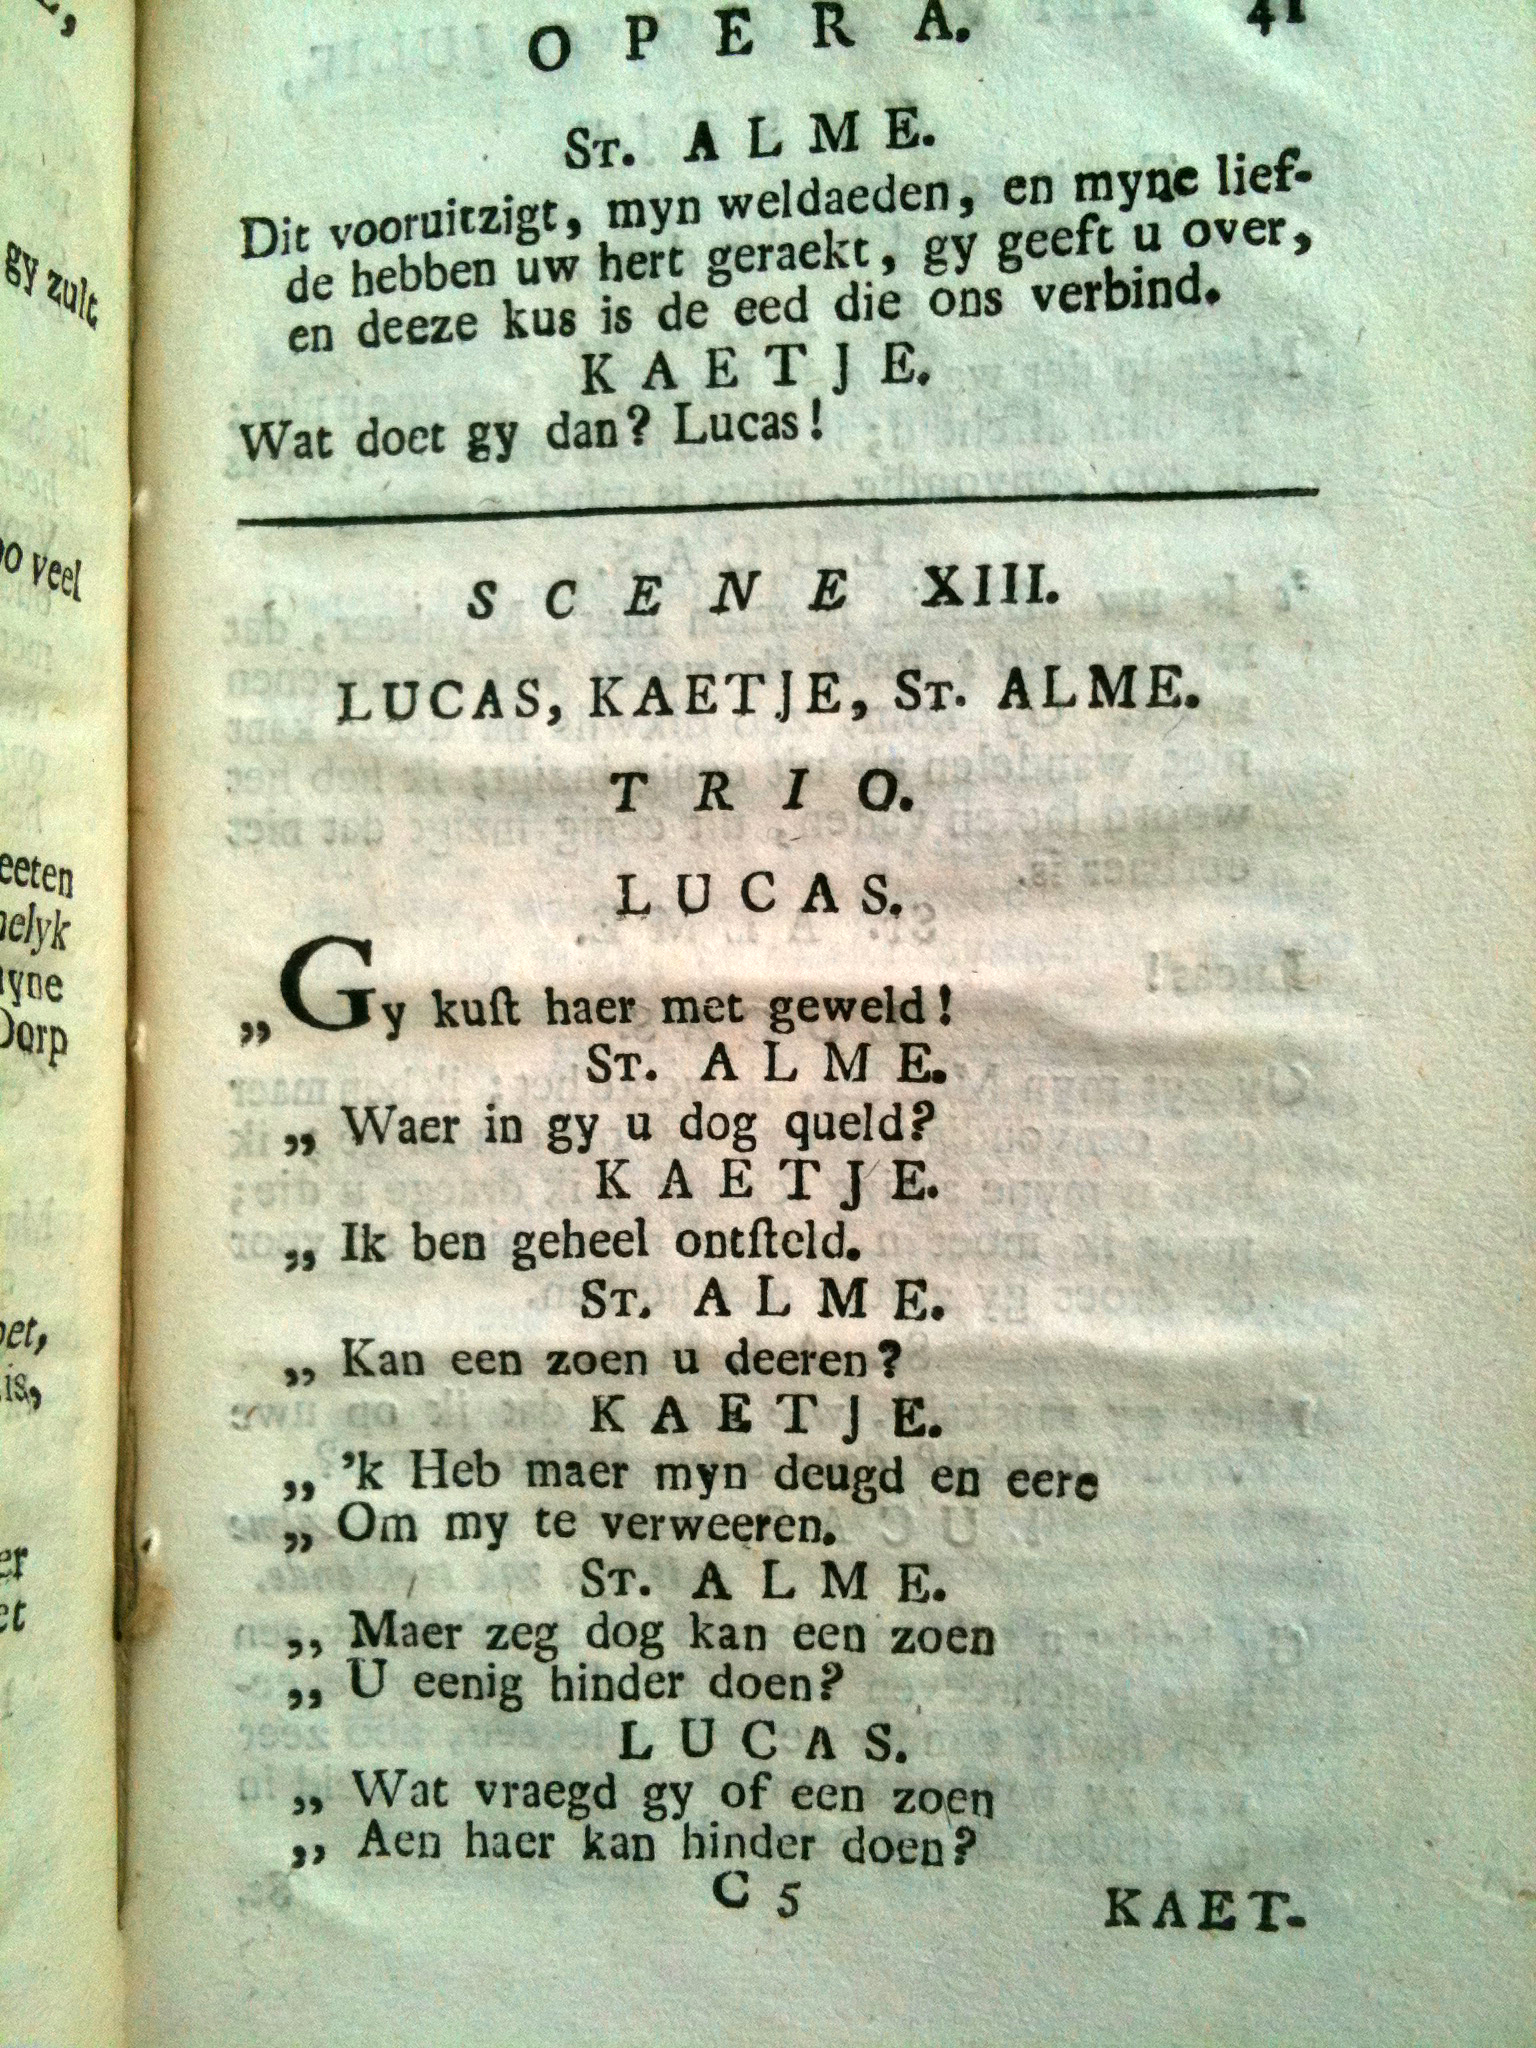 OPERA. 41
St. ALME.
Dit vooruitzigt, myn weldaeden, en myne lief-
de hebben uw hert geraekt, gy geeft u over,
en deeze kus is de eed die ons verbind.
KAETJE.
Wat doet gy dan? Lucas!
SCENE XIII.
LUCAS, KAETJE, St. ALME.
TRIO.
LUCAS.
„ Gy kuſt haer met geweld!
St. ALME.
„ Waer in gy u dog queld?
KAETJE.
„ Ik ben geheel ontſteld.
St. ALME.
„ Kan een zoen u deeren?
KAETJE.
„ 'k Heb maer myn deugd en eere
„ Om my te verweeren.
St. ALME.
„ Maer zeg dog kan een zoen
„ U eenig hinder doen?
LUCAS.
„ Wat vraegd gy of een zoen
„ Aen haer kan hinder doen?
C 5 KAET-